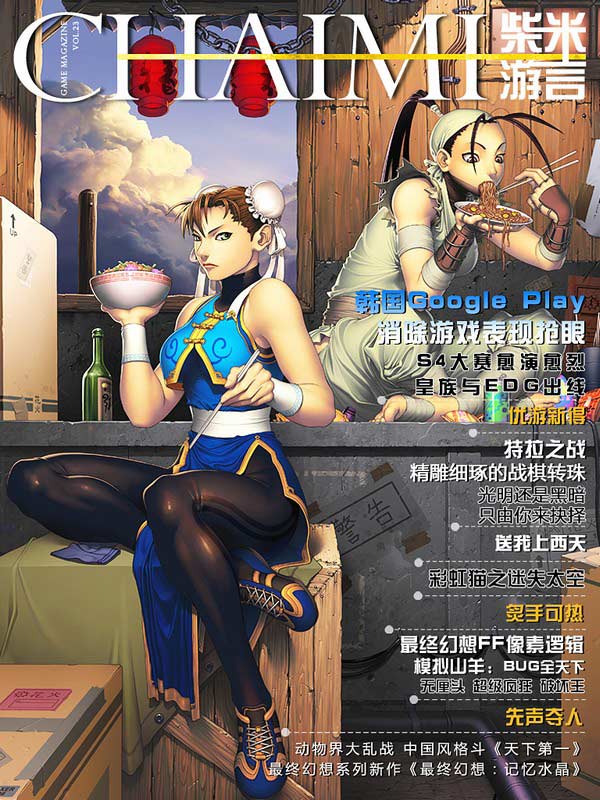 CHAIMI
GAME MAGAZINE
VOL.23
柴米
游言
韩国Google Play
消除游戏表现抢眼
S4大赛愈演愈烈
皇族与EDG出线
优游新得
特拉之战
精雕细琢的战棋转珠
光明还是黑暗
只由你来抉择
送我上西天
彩虹猫之迷失太空
炙手可热
最终幻想FF像素逻辑
模拟山羊：BUG全天下
无厘头 超级疯狂 破坏王
先声夺人
动物界大乱战 中国风格斗《天下第一》
最终幻想系列新作《最终幻想：记忆水晶》
UP
花火
警告